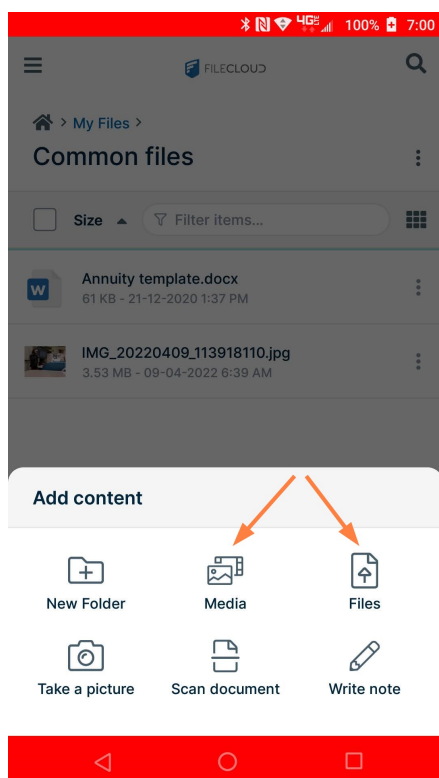 4G 100% 7:00
FILECLOUD
> My Files >
Common files
Size Filter items...
Annuity template.docx
61 KB - 21-12-2020 1:37 PM
IMG_20220409_113918110.jpg
3.53 MB - 09-04-2022 6:39 AM
Add content
New Folder Media Files
Take a picture Scan document Write note